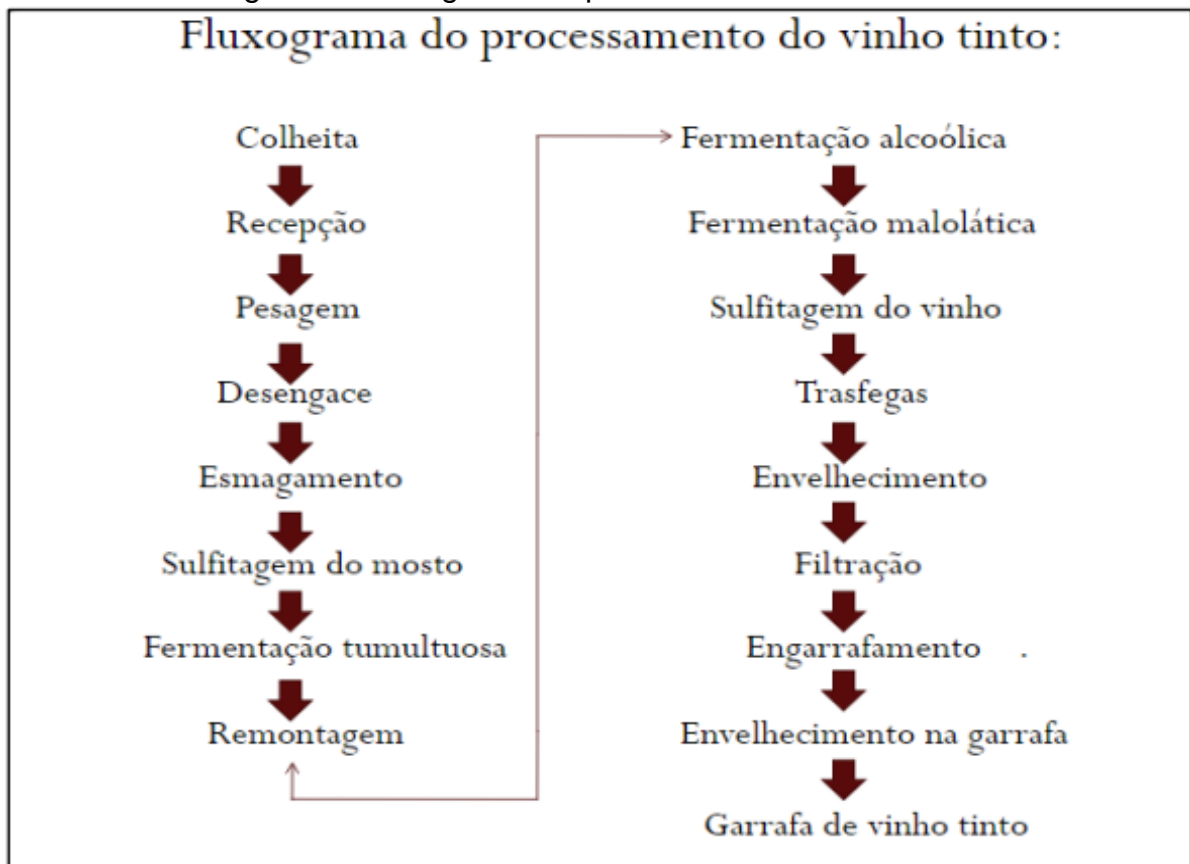 Fluxograma do processamento do vinho tinto:
Colheita
Recepção
Pesagem
Desengace
Esmagamento
Sulfitagem do mosto
Fermentação tumultuosa
Remontagem
Fermentação alcoólica
Fermentação malolática
Sulfitagem do vinho
Trasfegas
Envelhecimento
Filtração
Engarrafamento .
Envelhecimento na garrafa
Garrafa de vinho tinto